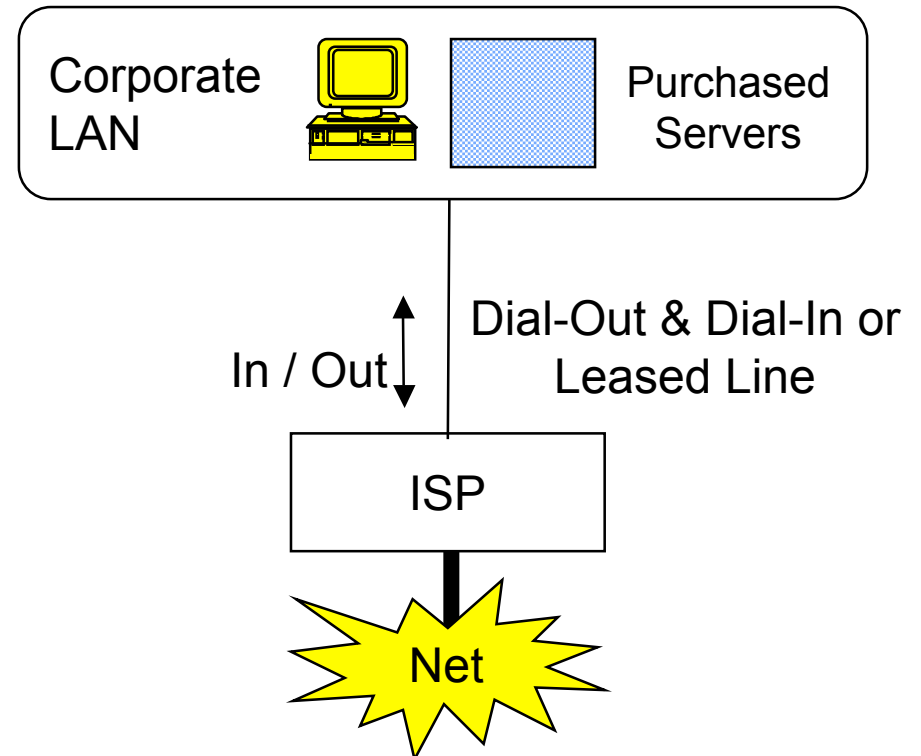 Corporate
LAN
Purchased
Servers
In / Out
Dial-Out & Dial-In or
Leased Line
ISP
Net